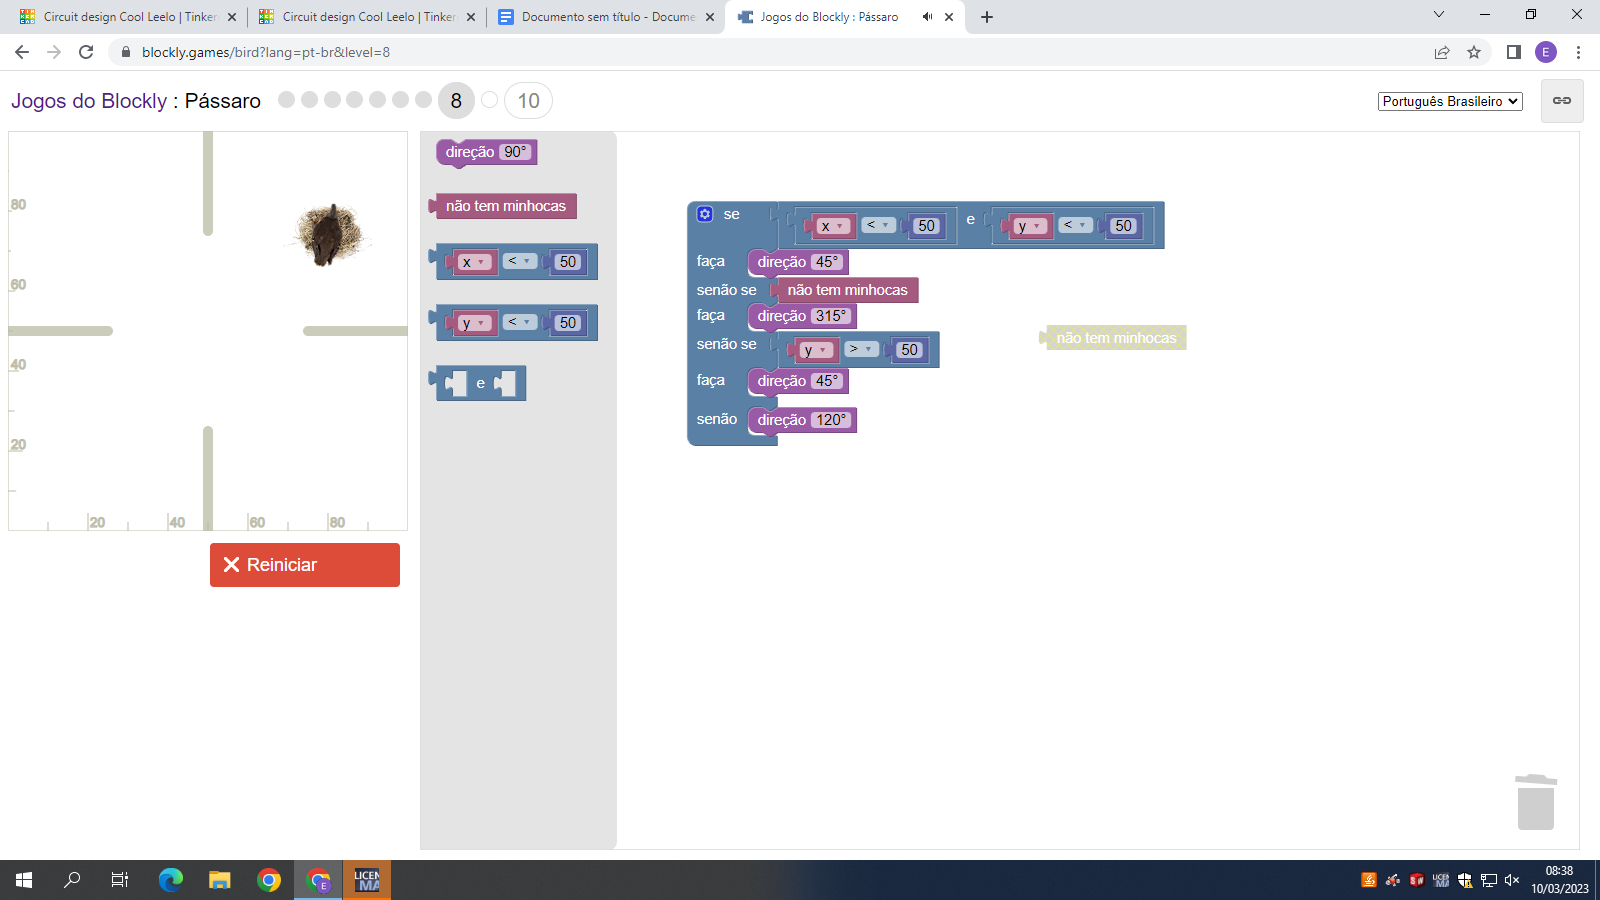 Circuit design Cool Leelo | Tinker
Circuit design Cool Leelo | Tinker
Documento sem título - Docume
Jogos do Blockly : Pássaro
blockly.games/bird?lang=pt-br&level=8
E
Jogos do Blockly : Pássaro
8
10
Português Brasileiro
80
60
40
20
20
40
60
80
Reiniciar
direção 90°
não tem minhocas
x < 50
y < 50
e
se x < 50 e y < 50
faça direção 45°
senão se não tem minhocas
faça direção 315°
senão se y > 50
faça direção 45°
senão direção 120°
não tem minhocas
08:38
10/03/2023